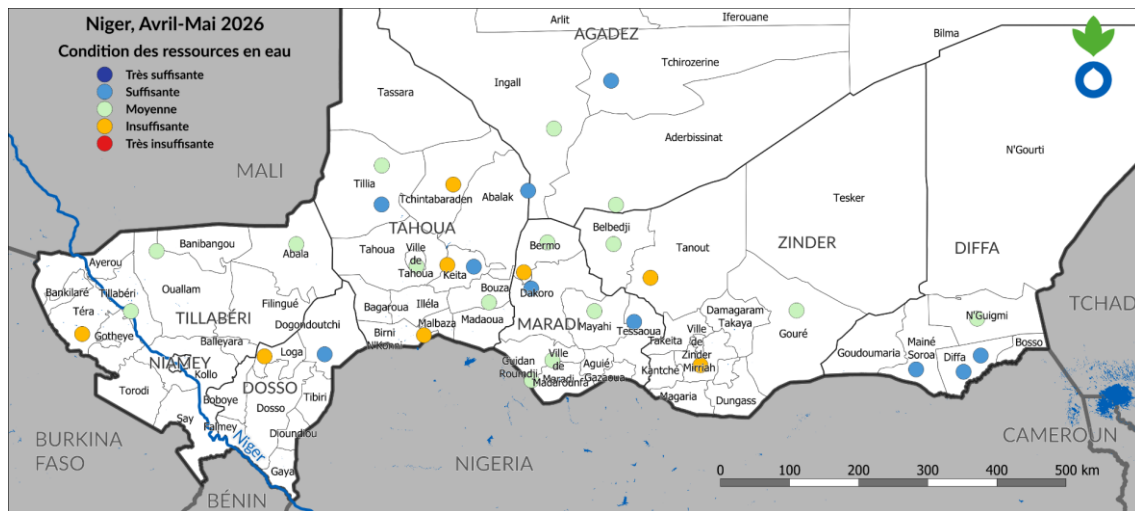 Niger, Avril-Mai 2026
Condition des ressources en eau
Très suffisante
Suffisante
Moyenne
Insuffisante
Très insuffisante
Arlit
Iferouane
AGADEZ
Bilma
Tchirozerine
Ingall
Tassara
Aderbissinat
N'Gourti
MALI
Tillia
Tchintabaraden
Abalak
Tesker
TAHOUA
Belbedji
Tanout
ZINDER
DIFFA
Banibangou
Abala
Tahoua
Ville de Tahoua
Keita
Bermo
Ayerou
Bankilaré
Tillabéri
Ouallam
Filingué
Bouza
Dakoro
TCHAD
Téra
Gotheye
TILLABÉRI
Dogondoutchi
Bagaroua
Illéla
Madaoua
MARADI
Mayahi
Tessaoua
Damagaram Takaya
Gouré
N'Guigmi
Birni N'Konni
Malbaza
Takeita
Ville de Zinder
Mirriah
Goudoumaria
Mainé Soroa
Diffa
Bosso
NIAMEY
Kollo
Balleyara
Loga
Guidan Roumdji
Ville de Maradi
Madarounfa
Aguié
Gazaoua
Kantché
Magaria
Dungass
Torodi
Say
Boboye
DOSSO
Dosso
Tibiri
Falmey
Dioundiou
Gaya
Niger
BURKINA FASO
BÉNIN
NIGERIA
CAMEROUN
0 100 200 300 400 500 km